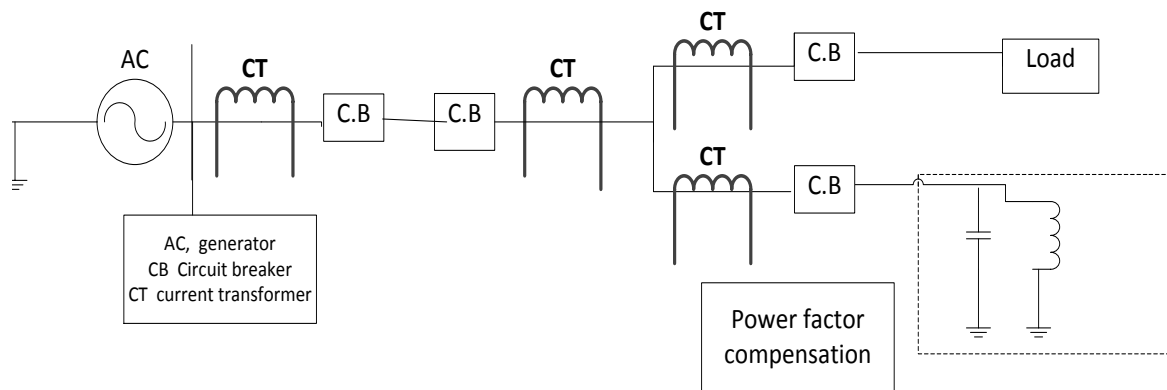 AC
CT
C.B
C.B
CT
CT
C.B
Load
CT
C.B
AC, generator
CB Circuit breaker
CT current transformer
Power factor
compensation